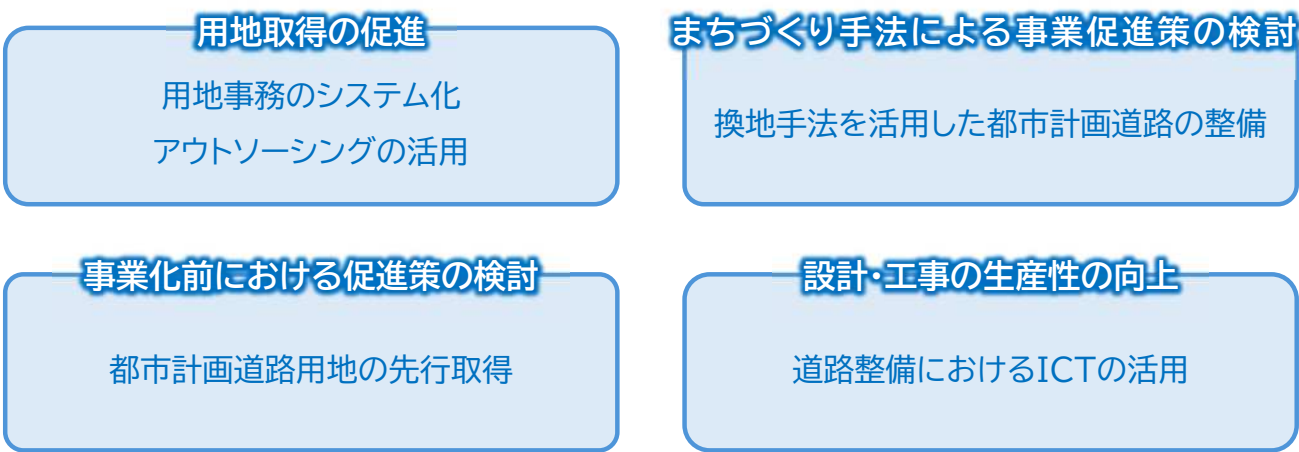 用地取得の促進
用地事務のシステム化
アウトソーシングの活用
まちづくり手法による事業促進策の検討
換地手法を活用した都市計画道路の整備
事業化前における促進策の検討
都市計画道路用地の先行取得
設計・工事の生産性の向上
道路整備におけるICTの活用